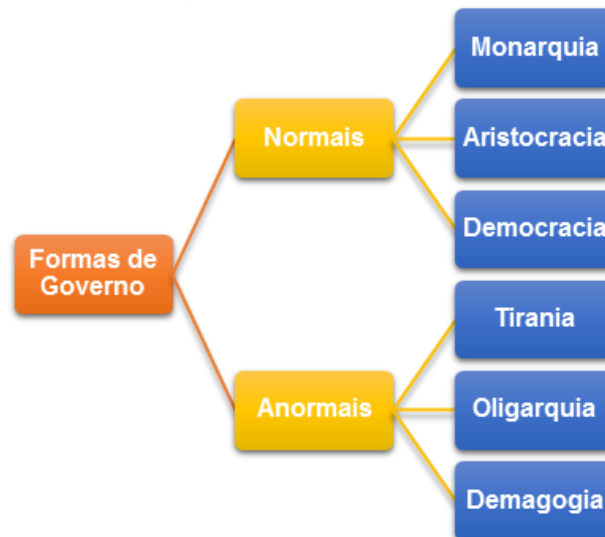 Formas de
Governo
Normais
Monarquia
Aristocracia
Democracia
Anormais
Tirania
Oligarquia
Demagogia